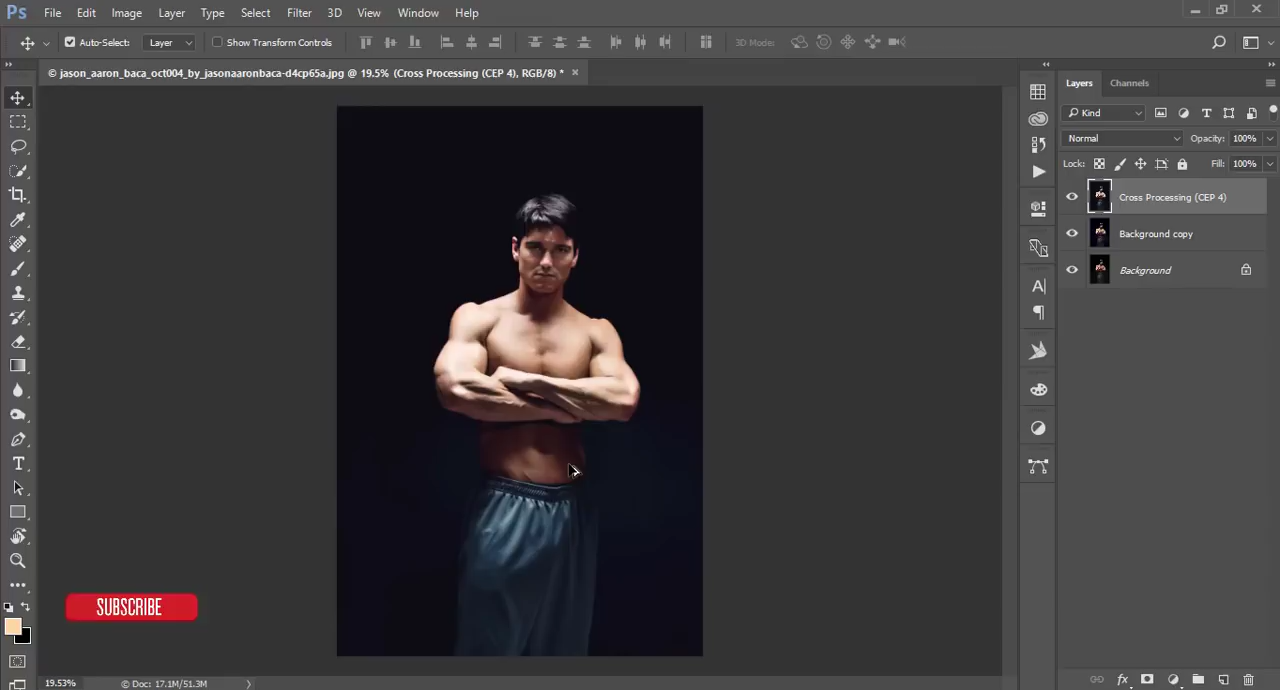 Ps File Edit Image Layer Type Select Filter 3D View Window Help
Auto-Select: Layer Show Transform Controls 3D Mode:
© jason_aaron_baca_oct004_by_jasonaaronbaca-d4cp65a.jpg @ 19.5% (Cross Processing (CEP 4), RGB/8) *
Layers Channels
Kind
Normal Opacity: 100%
Lock: Fill: 100%
Cross Processing (CEP 4)
Background copy
Background
SUBSCRIBE
19.53% © Doc: 17.1M/51.3M